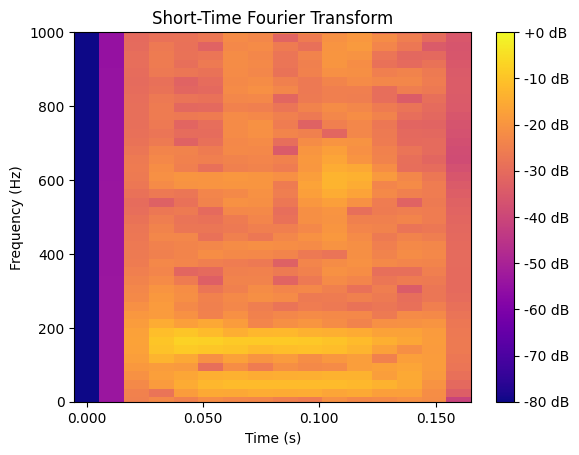 Short-Time Fourier Transform
1000
800
600
400
200
0
Frequency (Hz)
0.000
0.050
0.100
0.150
Time (s)
+0 dB
-10 dB
-20 dB
-30 dB
-40 dB
-50 dB
-60 dB
-70 dB
-80 dB